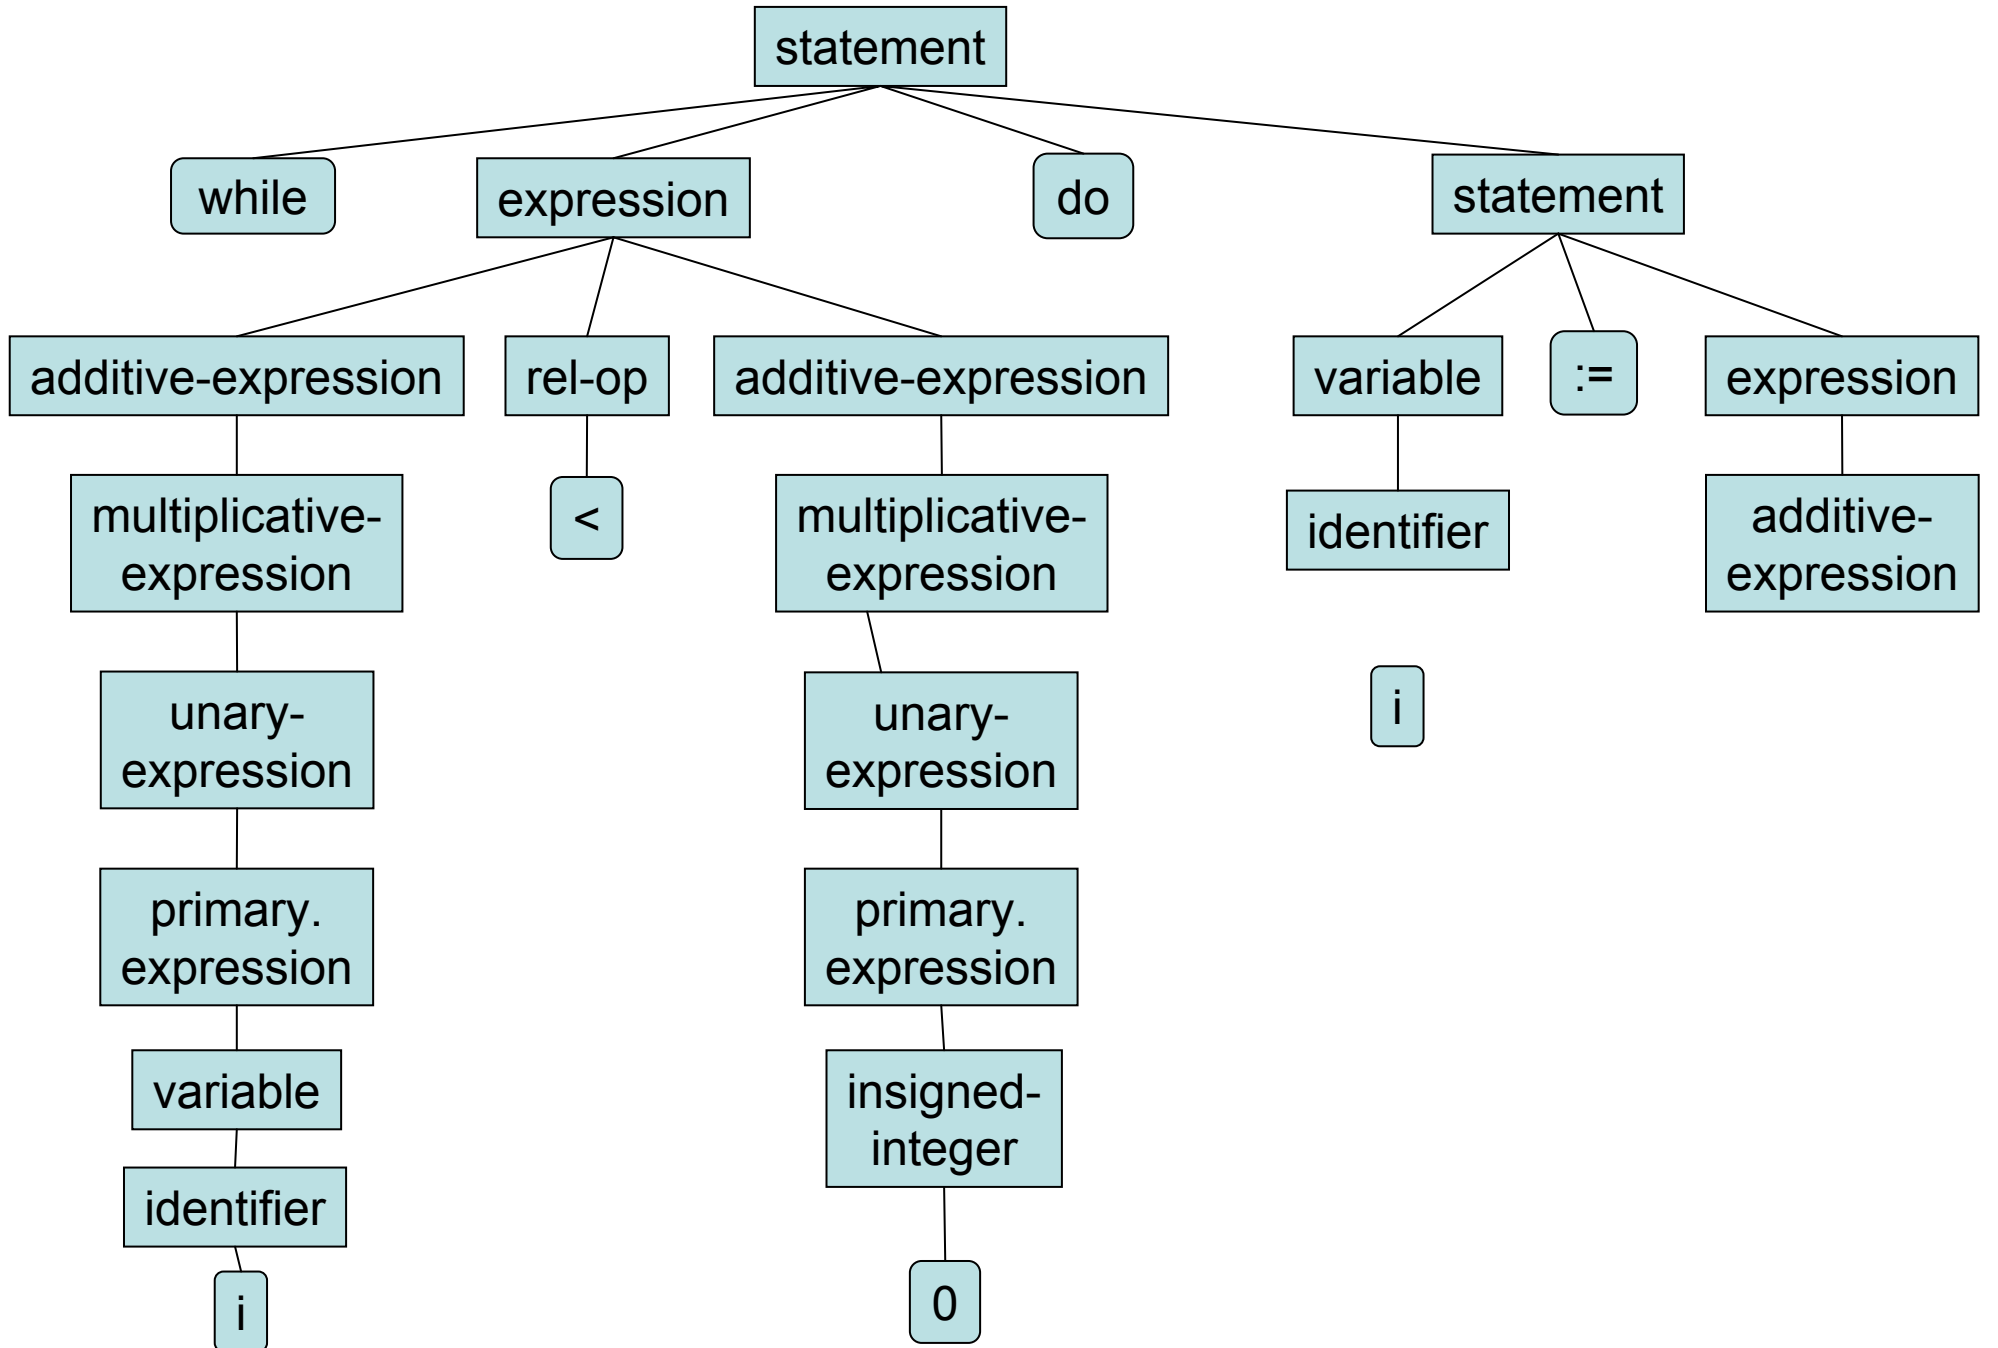 statement
while
expression
do
statement
additive-expression
rel-op
additive-expression
variable
:=
expression
multiplicative-
expression
<
multiplicative-
expression
identifier
additive-
expression
unary-
expression
unary-
expression
i
primary.
expression
primary.
expression
variable
insigned-
integer
identifier
i
0